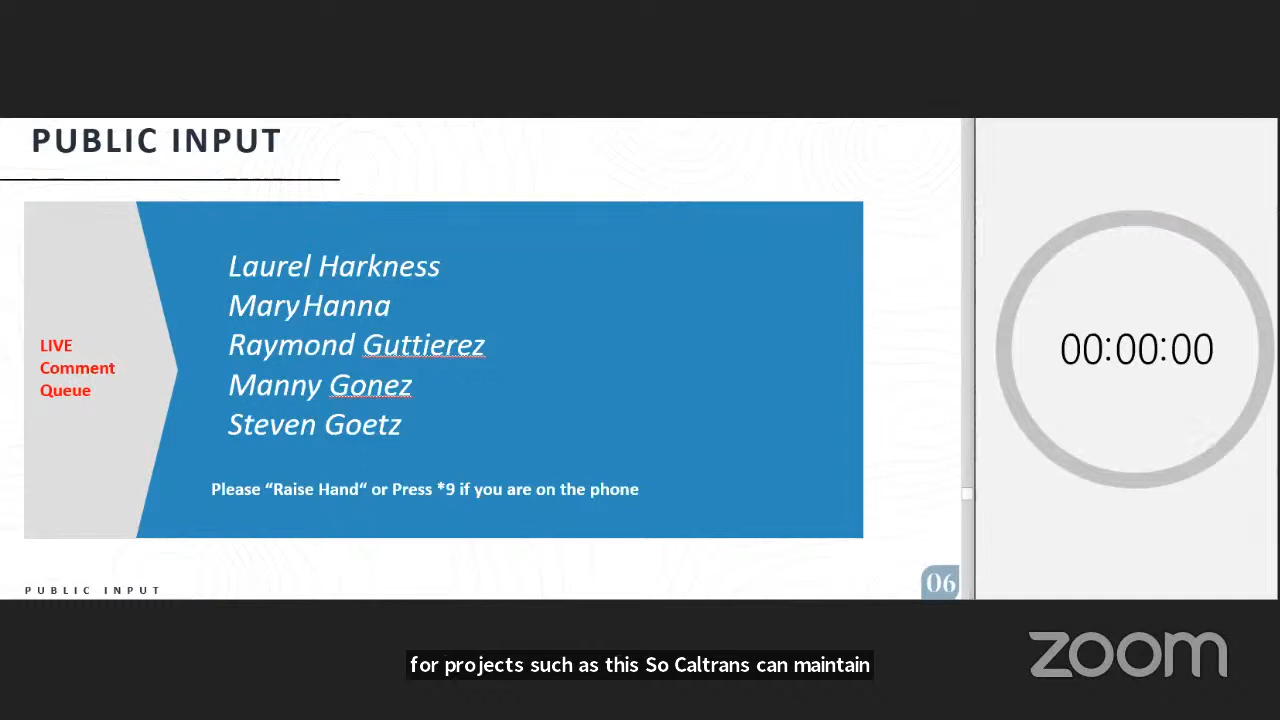 PUBLIC INPUT
LIVE
Comment
Queue
Laurel Harkness
Mary Hanna
Raymond Guttierez
Manny Gonez
Steven Goetz
Please “Raise Hand“ or Press *9 if you are on the phone
PUBLIC INPUT
06
00:00:00
for projects such as this So Caltrans can maintain
zoom